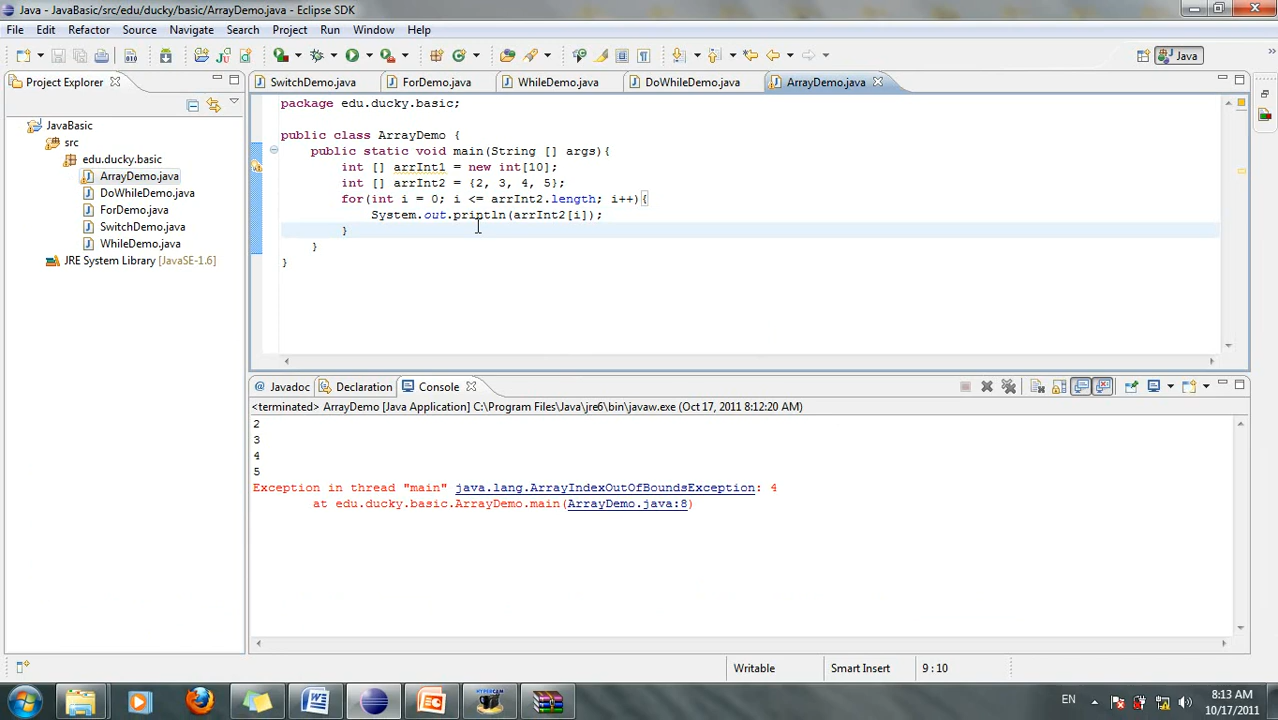 Java - JavaBasic/src/edu/ducky/basic/ArrayDemo.java - Eclipse SDK
File Edit Refactor Source Navigate Search Project Run Window Help
Java
Project Explorer
SwitchDemo.java ForDemo.java WhileDemo.java DoWhileDemo.java ArrayDemo.java
JavaBasic
src
edu.ducky.basic
ArrayDemo.java
DoWhileDemo.java
ForDemo.java
SwitchDemo.java
WhileDemo.java
JRE System Library [JavaSE-1.6]
package edu.ducky.basic;
public class ArrayDemo {
public static void main(String [] args){
int [] arrInt1 = new int[10];
int [] arrInt2 = {2, 3, 4, 5};
for(int i = 0; i <= arrInt2.length; i++){
System.out.println(arrInt2[i]);
}
}
}
Javadoc Declaration Console
<terminated> ArrayDemo [Java Application] C:\Program Files\Java\jre6\bin\javaw.exe (Oct 17, 2011 8:12:20 AM)
2
3
4
5
Exception in thread "main" java.lang.ArrayIndexOutOfBoundsException: 4
at edu.ducky.basic.ArrayDemo.main(ArrayDemo.java:8)
Writable Smart Insert 9 : 10
EN 8:13 AM
10/17/2011